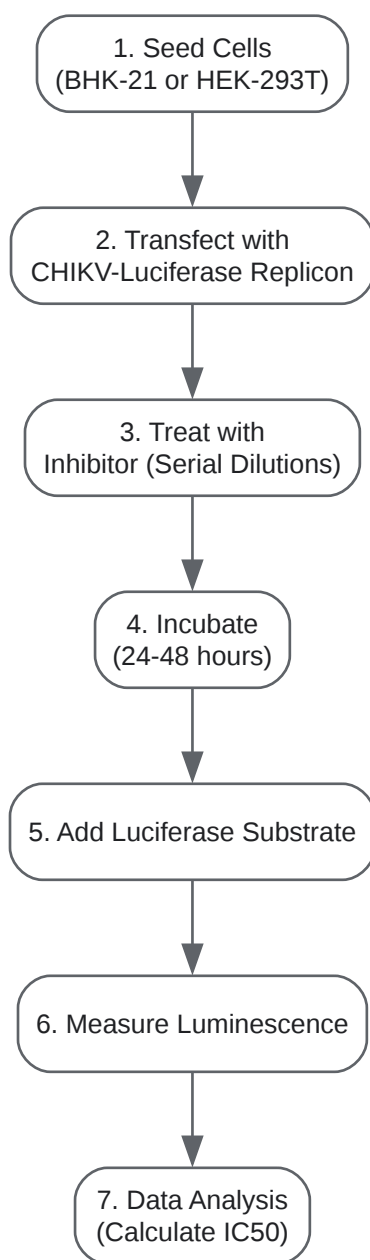 1. Seed Cells
(BHK-21 or HEK-293T)
2. Transfect with
CHIKV-Luciferase Replicon
3. Treat with
Inhibitor (Serial Dilutions)
4. Incubate
(24-48 hours)
5. Add Luciferase Substrate
6. Measure Luminescence
7. Data Analysis
(Calculate IC50)